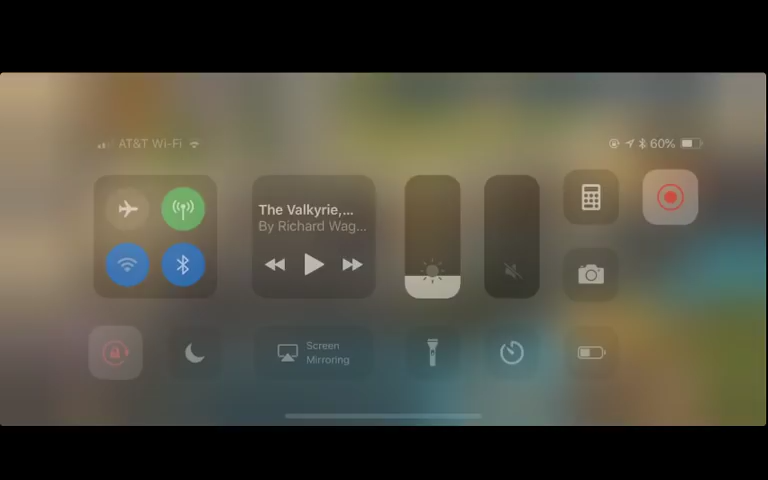 AT&T Wi-Fi
60%
The Valkyrie,...
By Richard Wag...
Screen
Mirroring